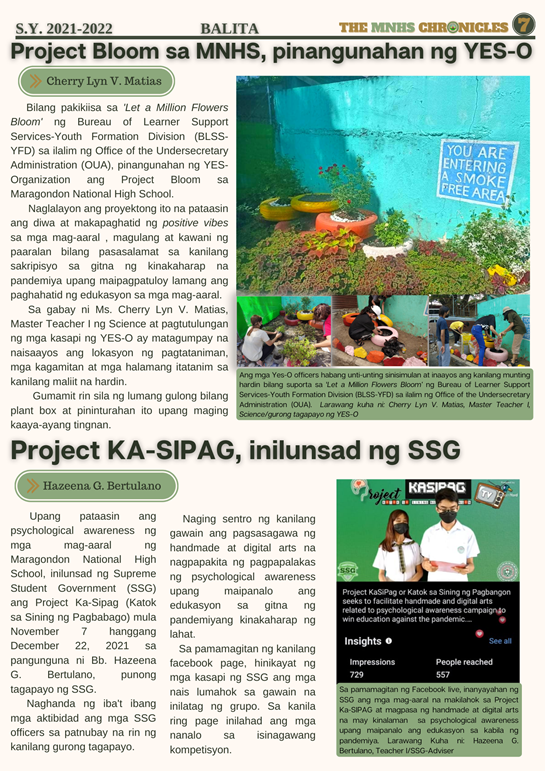 S.Y. 2021-2022
BALITA
THE MNHS CHRONICLES 7
Project Bloom sa MNHS, pinangunahan ng YES-O
Cherry Lyn V. Matias
Bilang pakikiisa sa 'Let a Million Flowers
Bloom' ng Bureau of Learner Support
Services-Youth Formation Division (BLSS-
YFD) sa ilalim ng Office of the Undersecretary
Administration (OUA), pinangunahan ng YES-
Organization ang Project Bloom sa
Maragondon National High School.
Naglalayon ang proyektong ito na pataasin
ang diwa at makapaghatid ng positive vibes
sa mga mag-aaral , magulang at kawani ng
paaralan bilang pasasalamat sa kanilang
sakripisyo sa gitna ng kinakaharap na
pandemiya upang maipagpatuloy lamang ang
paghahatid ng edukasyon sa mga mag-aaral.
Sa gabay ni Ms. Cherry Lyn V. Matias,
Master Teacher I ng Science at pagtutulungan
ng mga kasapi ng YES-O ay matagumpay na
naisaayos ang lokasyon ng pagtataniman,
mga kagamitan at mga halamang itatanim sa
kanilang maliit na hardin.
Gumamit rin sila ng lumang gulong bilang
plant box at pininturahan ito upang maging
kaaya-ayang tingnan.
YOU ARE
ENTERING
A SMOKE
FREE AREA
Ang mga Yes-O officers habang unti-unting sinisimulan at inaayos ang kanilang munting
hardin bilang suporta sa 'Let a Million Flowers Bloom' ng Bureau of Learner Support
Services-Youth Formation Division (BLSS-YFD) sa ilalim ng Office of the Undersecretary
Administration (OUA). Larawang kuha ni: Cherry Lyn V. Matias, Master Teacher I,
Science/gurong tagapayo ng YES-O
Project KA-SIPAG, inilunsad ng SSG
Hazeena G. Bertulano
Upang pataasin ang
psychological awareness ng
mga mag-aaral ng
Maragondon National High
School, inilunsad ng Supreme
Student Government (SSG)
ang Project Ka-Sipag (Katok
sa Sining ng Pagbabago) mula
November 7 hanggang
December 22, 2021 sa
pangunguna ni Bb. Hazeena
G. Bertulano, punong
tagapayo ng SSG.
Naghanda ng iba't ibang
mga aktibidad ang mga SSG
officers sa patnubay na rin ng
kanilang gurong tagapayo.
Naging sentro ng kanilang
gawain ang pagsasagawa ng
handmade at digital arts na
nagpapakita ng pagpapalakas
ng psychological awareness
upang maipanalo ang
edukasyon sa gitna ng
pandemiyang kinakaharap ng
lahat.
Sa pamamagitan ng kanilang
facebook page, hinikayat ng
mga kasapi ng SSG ang mga
nais lumahok sa gawain na
inilatag ng grupo. Sa kanila
ring page inilahad ang mga
nanalo sa isinagawang
kompetisyon.
Project KASIPAG
TV
SSG
Project KaSiPag or Katok sa Sining ng Pagbangon
seeks to facilitate handmade and digital arts
related to psychological awareness campaign to
win education against the pandemic....
Insights See all
Impressions People reached
729 557
Sa pamamagitan ng Facebook live, inanyayahan ng
SSG ang mga mag-aaral na makilahok sa Project
Ka-SIPAG at magpasa ng handmade at digital arts
na may kinalaman sa psychological awareness
upang maipanalo ang edukasyon sa kabila ng
pandemiya. Larawang Kuha ni: Hazeena G.
Bertulano, Teacher I/SSG-Adviser